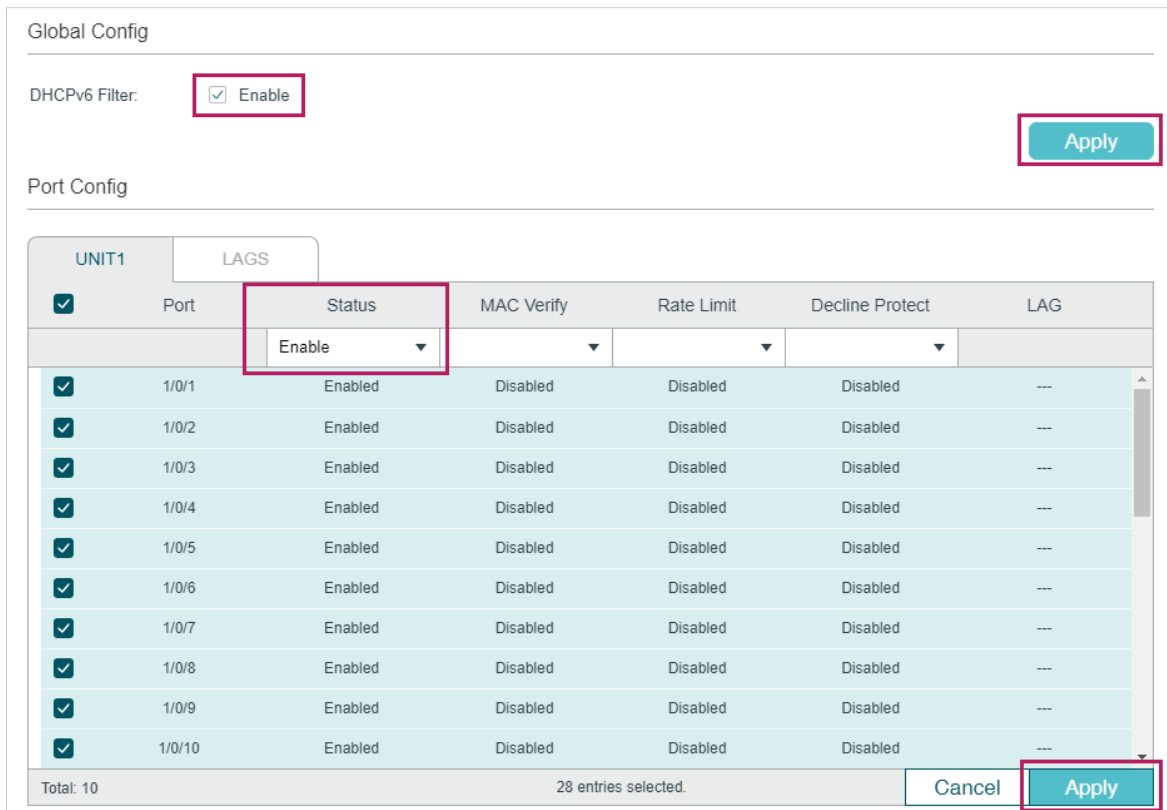 Global Config
DHCPv6 Filter: Enable
Apply
Port Config
UNIT1 LAGS
Port Status MAC Verify Rate Limit Decline Protect LAG
Enable
1/0/1 Enabled Disabled Disabled Disabled ---
1/0/2 Enabled Disabled Disabled Disabled ---
1/0/3 Enabled Disabled Disabled Disabled ---
1/0/4 Enabled Disabled Disabled Disabled ---
1/0/5 Enabled Disabled Disabled Disabled ---
1/0/6 Enabled Disabled Disabled Disabled ---
1/0/7 Enabled Disabled Disabled Disabled ---
1/0/8 Enabled Disabled Disabled Disabled ---
1/0/9 Enabled Disabled Disabled Disabled ---
1/0/10 Enabled Disabled Disabled Disabled ---
Total: 10 28 entries selected. Cancel Apply